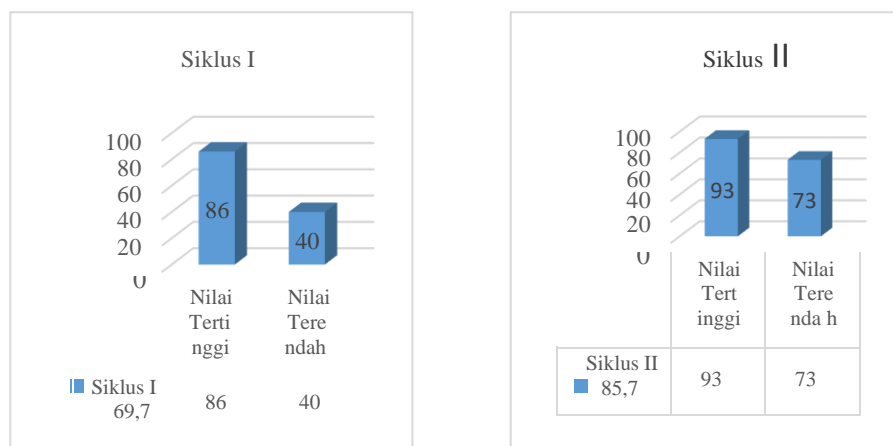 Siklus I
100
80
60
40
20
0
86
40
Nilai
Terti
nggi
Nilai
Tere
ndah
Siklus I
69,7
86
40
Siklus II
100
80
60
40
20
0
93
73
Nilai
Tert
inggi
Nilai
Tere
nda h
Siklus II
85,7
93
73